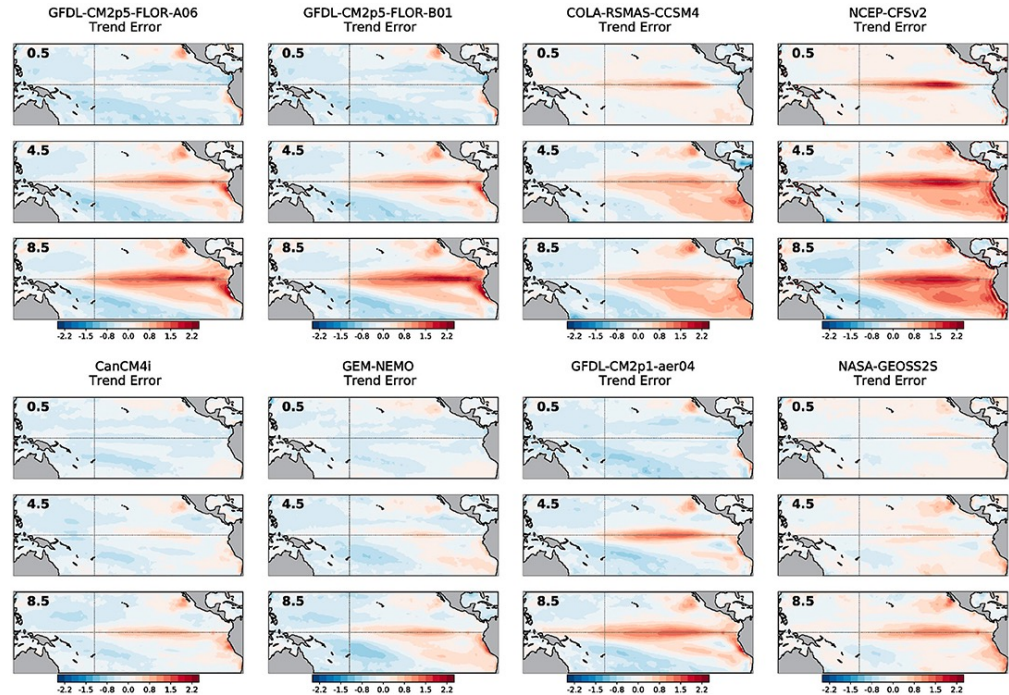 GFDL-CM2p5-FLOR-A06
Trend Error
GFDL-CM2p5-FLOR-B01
Trend Error
COLA-RSMAS-CCSM4
Trend Error
NCEP-CFSv2
Trend Error
0.5
0.5
0.5
0.5
4.5
4.5
4.5
4.5
8.5
8.5
8.5
8.5
-2.2 -1.5 -0.8 0.0 0.8 1.5 2.2
-2.2 -1.5 -0.8 0.0 0.8 1.5 2.2
-2.2 -1.5 -0.8 0.0 0.8 1.5 2.2
-2.2 -1.5 -0.8 0.0 0.8 1.5 2.2
CanCM4i
Trend Error
GEM-NEMO
Trend Error
GFDL-CM2p1-aer04
Trend Error
NASA-GEOSS2S
Trend Error
0.5
0.5
0.5
0.5
4.5
4.5
4.5
4.5
8.5
8.5
8.5
8.5
-2.2 -1.5 -0.8 0.0 0.8 1.5 2.2
-2.2 -1.5 -0.8 0.0 0.8 1.5 2.2
-2.2 -1.5 -0.8 0.0 0.8 1.5 2.2
-2.2 -1.5 -0.8 0.0 0.8 1.5 2.2